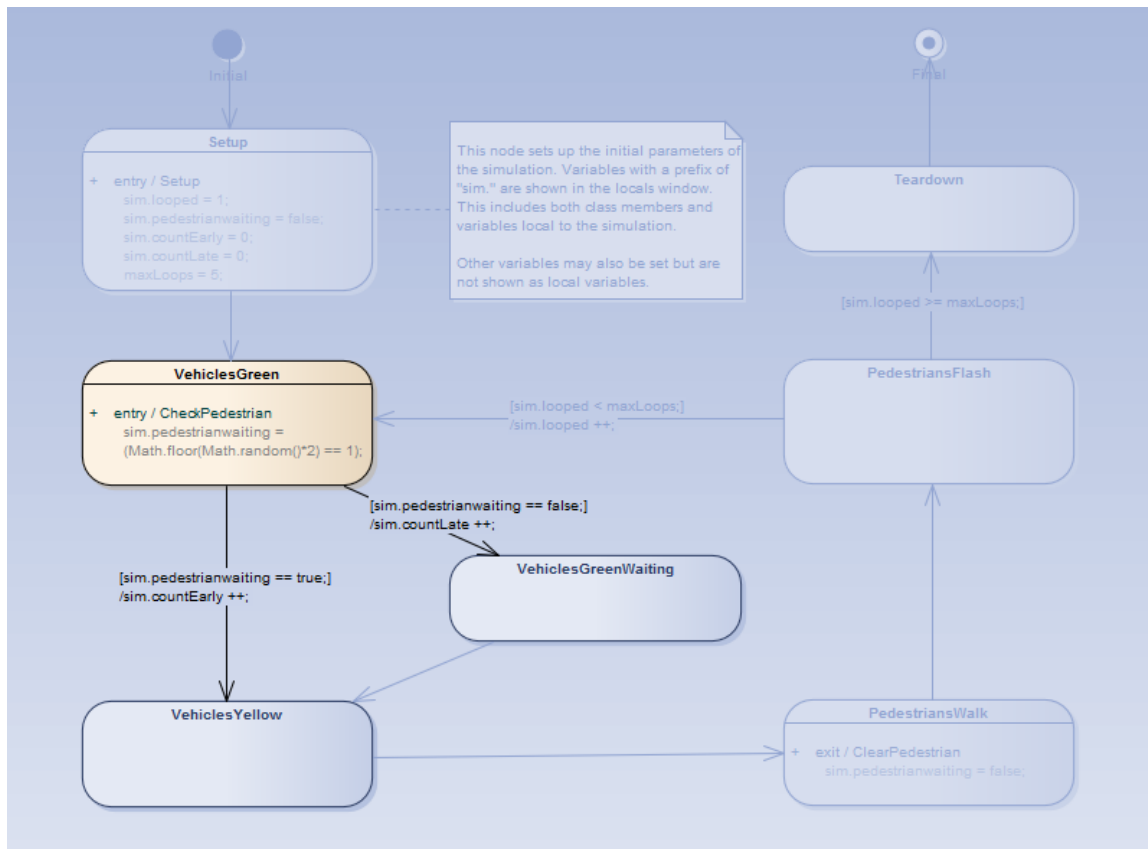 Initial
Final
Setup
+ entry / Setup
sim.looped = 1;
sim.pedestrianwaiting = false;
sim.countEarly = 0;
sim.countLate = 0;
maxLoops = 5;
This node sets up the initial parameters of
the simulation. Variables with a prefix of
"sim." are shown in the locals window.
This includes both class members and
variables local to the simulation.
Other variables may also be set but are
not shown as local variables.
Teardown
[sim.looped >= maxLoops;]
VehiclesGreen
+ entry / CheckPedestrian
sim.pedestrianwaiting =
(Math.floor(Math.random()*2) == 1);
[sim.looped < maxLoops;]
/sim.looped ++;
PedestriansFlash
[sim.pedestrianwaiting == false;]
/sim.countLate ++;
[sim.pedestrianwaiting == true;]
/sim.countEarly ++;
VehiclesGreenWaiting
VehiclesYellow
PedestriansWalk
+ exit / ClearPedestrian
sim.pedestrianwaiting = false;